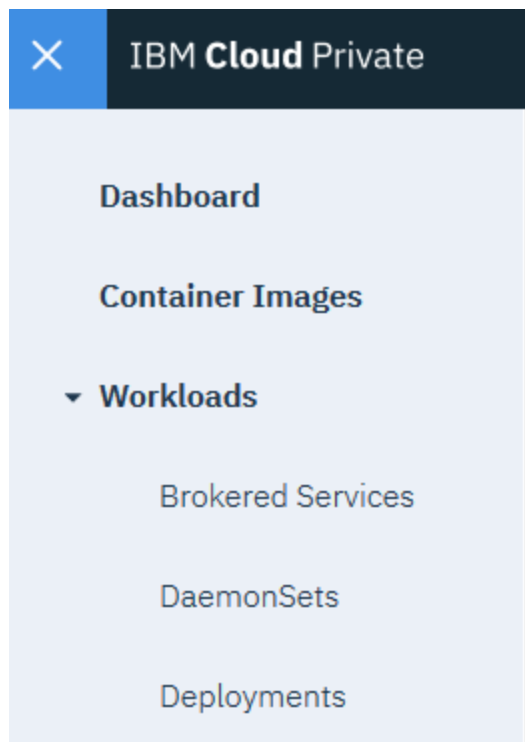 IBM Cloud Private
Dashboard
Container Images
Workloads
Brokered Services
DaemonSets
Deployments